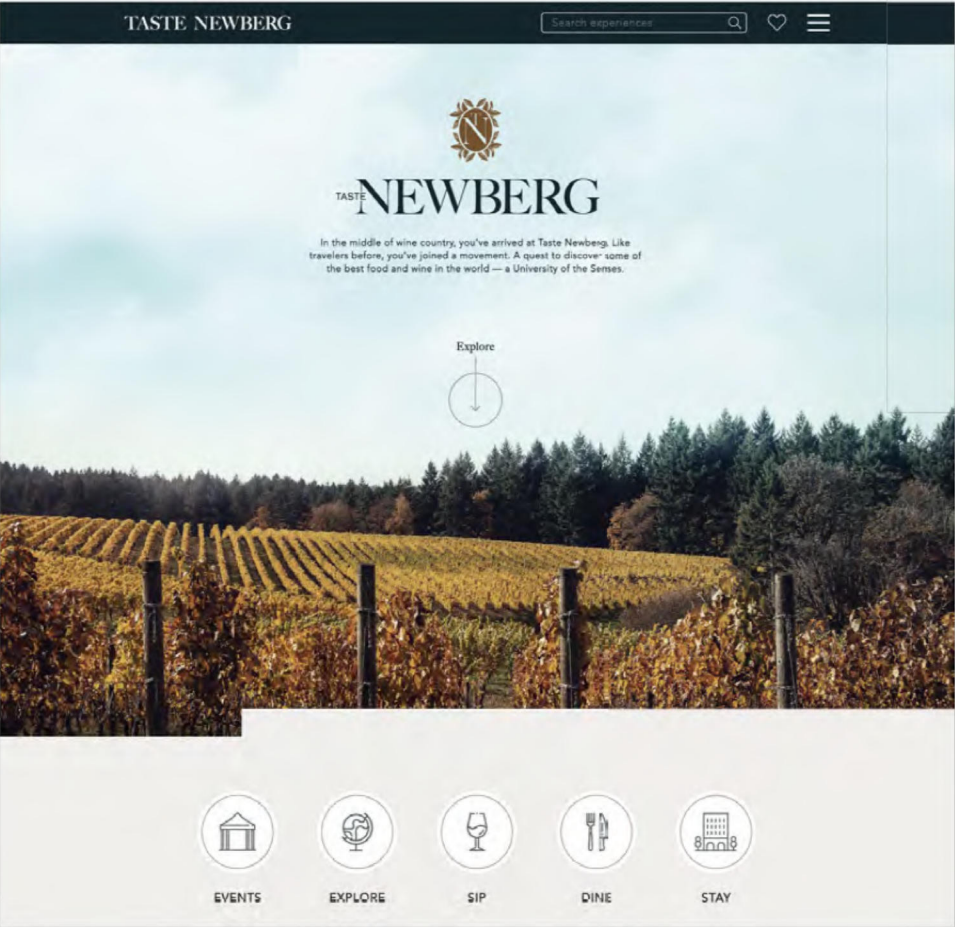 TASTE NEWBERG
Search experiences
N
TASTE NEWBERG
In the middle of wine country, you've arrived at Taste Newberg. Like
travelers before, you've joined a movement. A quest to discover some of
the best food and wine in the world — a University of the Senses.
Explore
EVENTS EXPLORE SIP DINE STAY